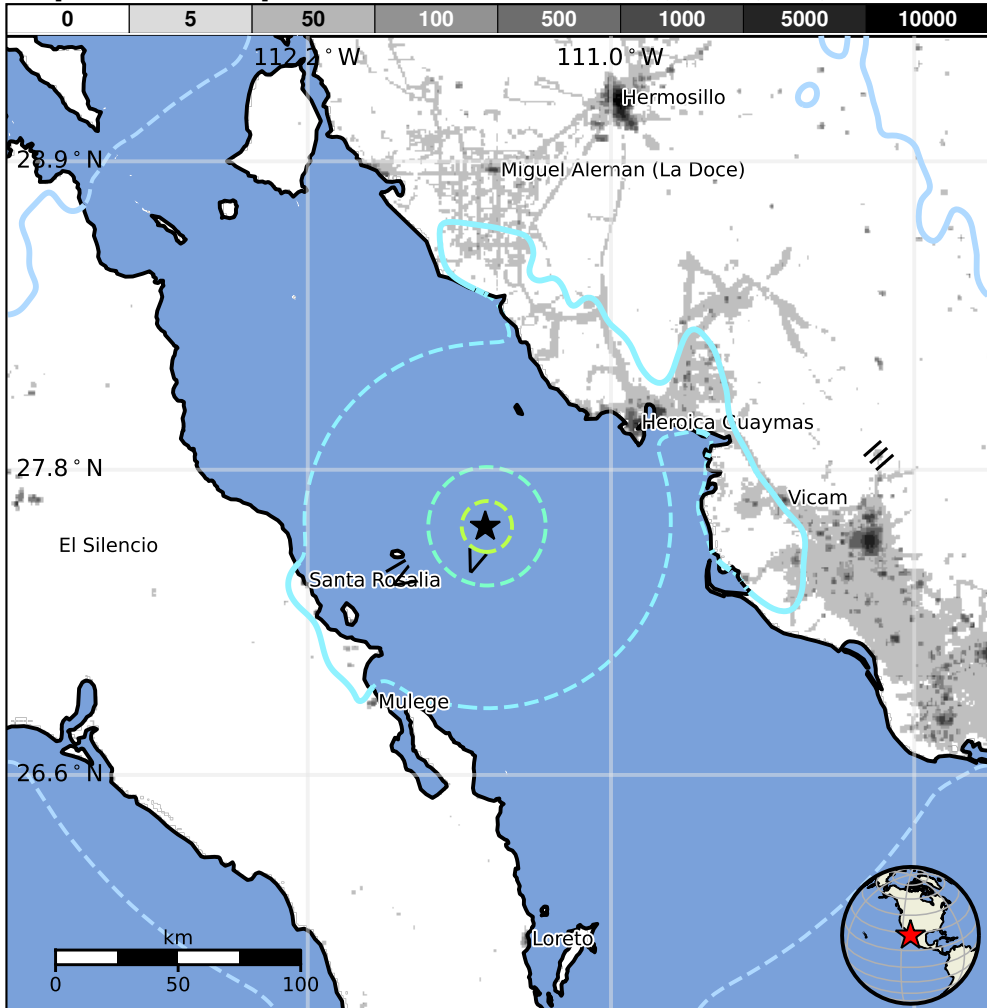 0 5 50 100 500 1000 5000 10000
112.2°W 111.0°W
Hermosillo
28.9°N
Miguel Aleman (La Doce)
Heroica Guaymas
27.8°N
Vicam
El Silencio
Santa Rosalia
Mulege
26.6°N
Loreto
km
0 50 100